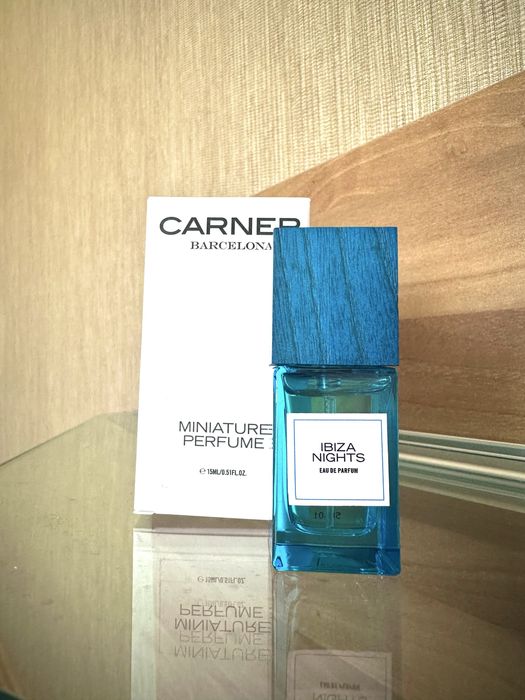 CARNER
BARCELONA
MINIATURE
PERFUME
℮ 15ML/0.51FL.OZ.
IBIZA
NIGHTS
EAU DE PARFUM